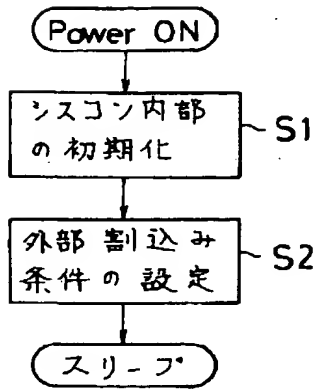 Power ON
シスコン内部
の初期化
S1
外部割込み
条件の設定
S2
スリープ